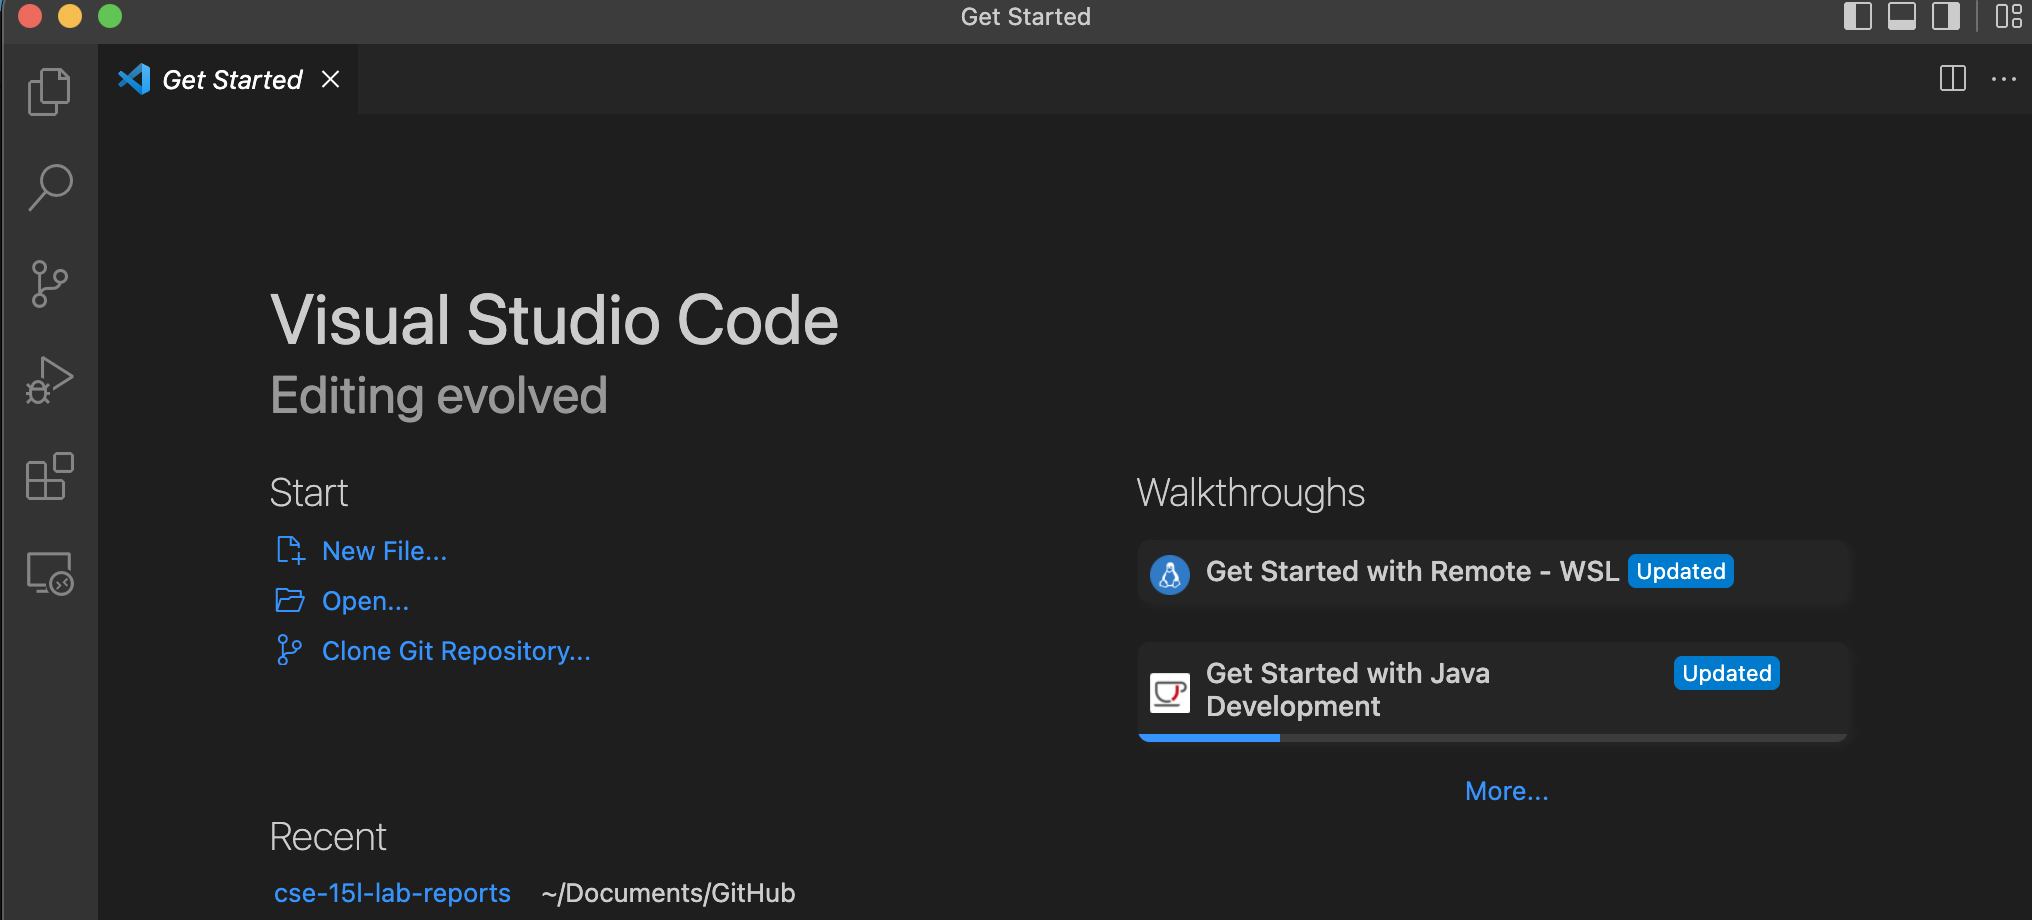 Get Started
Get Started
Visual Studio Code
Editing evolved
Start
New File...
Open...
Clone Git Repository...
Recent
cse-15l-lab-reports ~/Documents/GitHub
Walkthroughs
Get Started with Remote - WSL Updated
Get Started with Java Updated
Development
More...